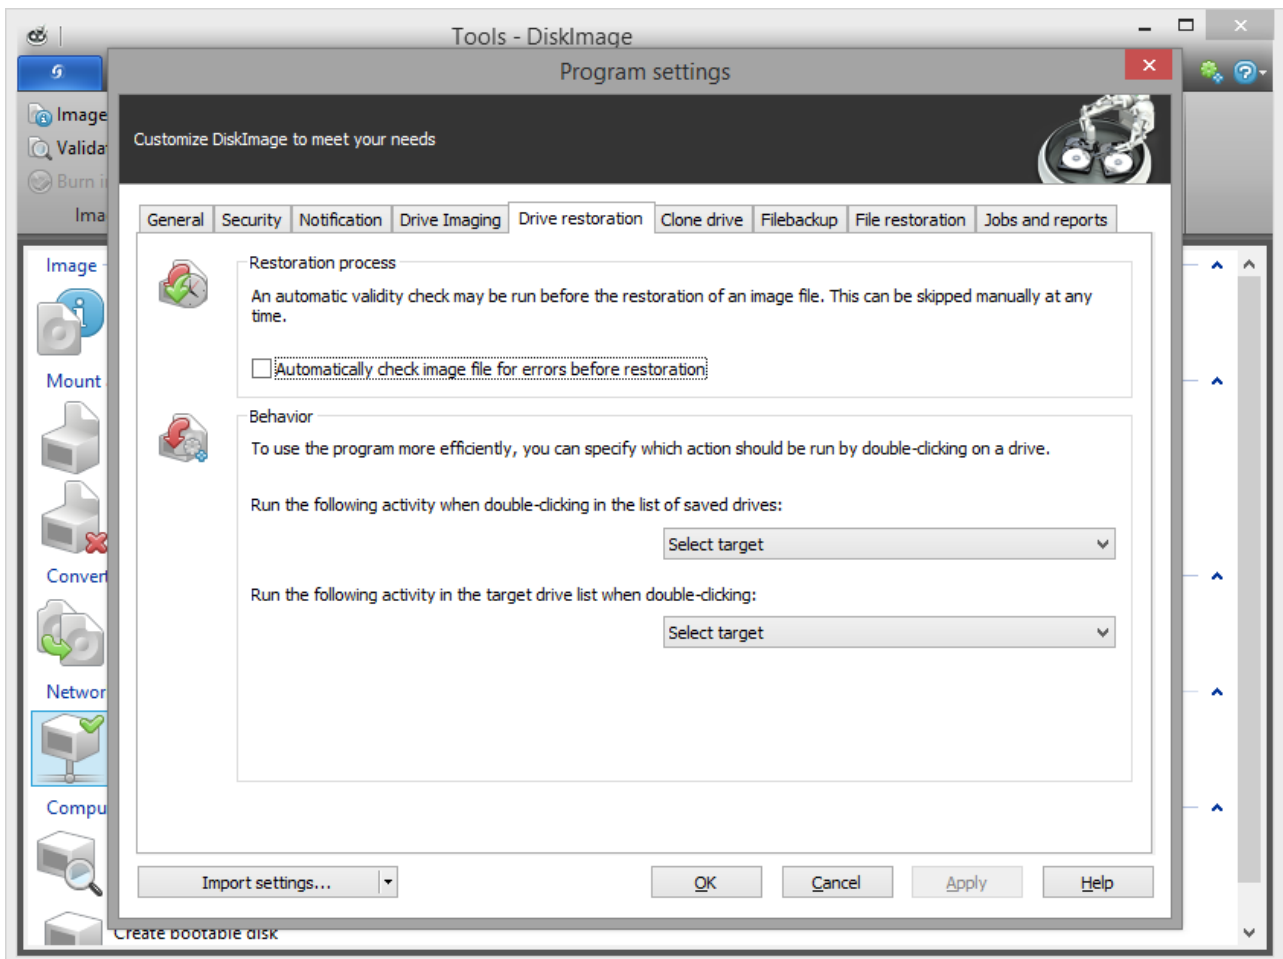 Tools - DiskImage
Program settings
Image
Valida
Burn i
Ima
Customize DiskImage to meet your needs
General Security Notification Drive Imaging Drive restoration Clone drive Filebackup File restoration Jobs and reports
Image
Restoration process
An automatic validity check may be run before the restoration of an image file. This can be skipped manually at any
time.
Automatically check image file for errors before restoration
Mount
Behavior
To use the program more efficiently, you can specify which action should be run by double-clicking on a drive.
Run the following activity when double-clicking in the list of saved drives:
Select target
Convert
Run the following activity in the target drive list when double-clicking:
Select target
Networ
Compu
Import settings... OK Cancel Apply Help
Create bootable disk